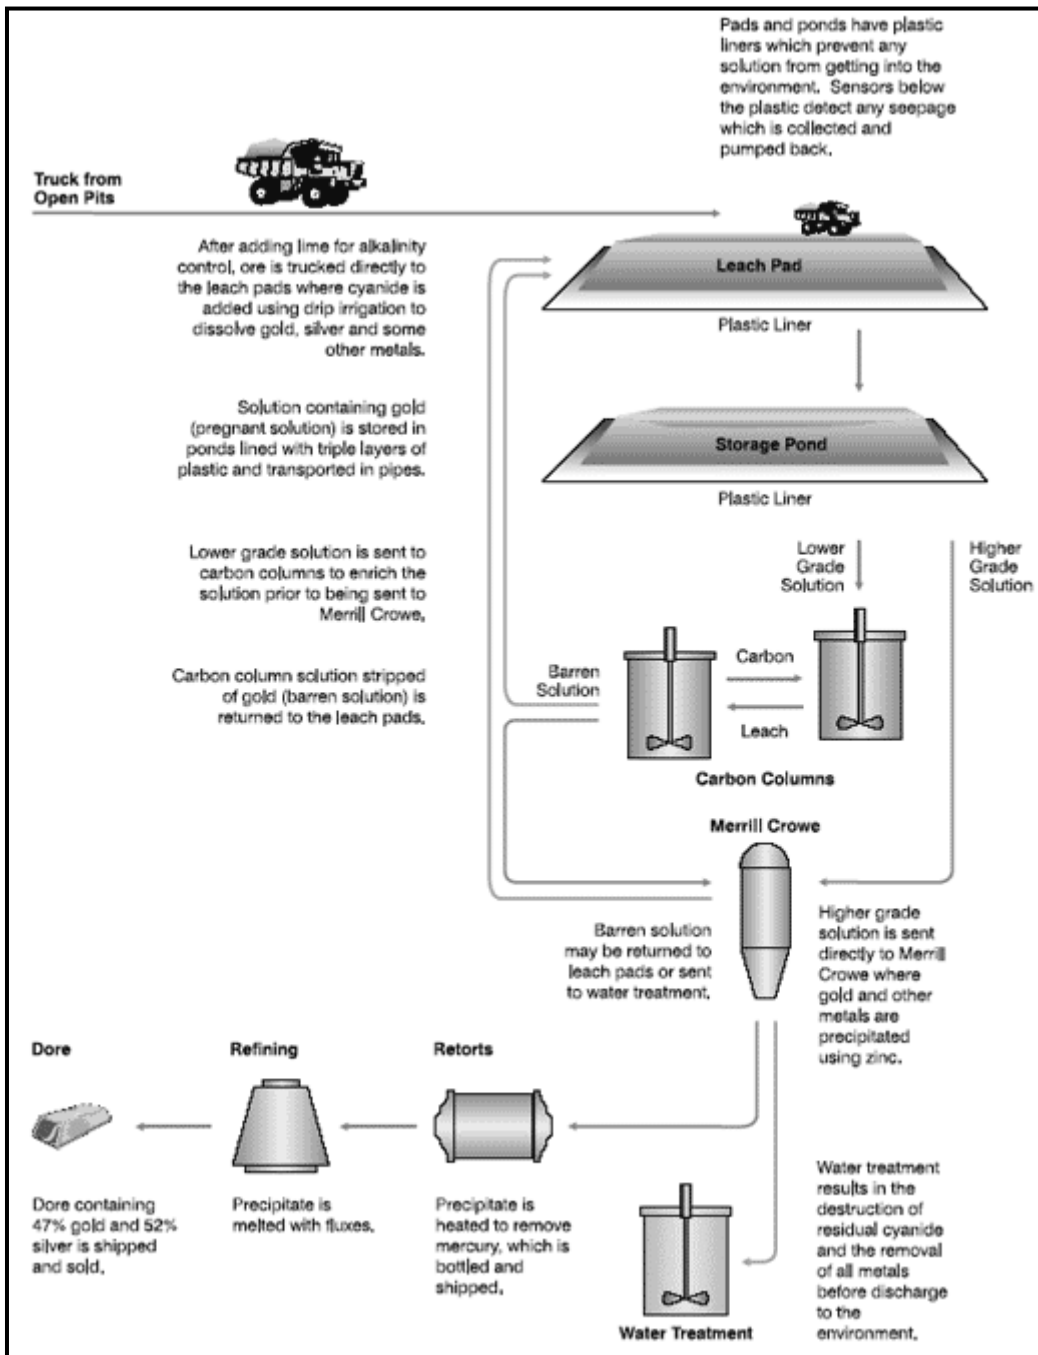 Pads and ponds have plastic
liners which prevent any
solution from getting into the
environment. Sensors below
the plastic detect any seepage
which is collected and
pumped back.
Truck from
Open Pits
After adding lime for alkalinity
control, ore is trucked directly to
the leach pads where cyanide is
added using drip irrigation to
dissolve gold, silver and some
other metals.
Leach Pad
Plastic Liner
Solution containing gold
(pregnant solution) is stored in
ponds lined with triple layers of
plastic and transported in pipes.
Storage Pond
Plastic Liner
Lower grade solution is sent to
carbon columns to enrich the
solution prior to being sent to
Merrill Crowe.
Lower
Grade
Solution
Higher
Grade
Solution
Carbon column solution stripped
of gold (barren solution) is
returned to the leach pads.
Barren
Solution
Carbon
Leach
Carbon Columns
Merrill Crowe
Barren solution
may be returned to
leach pads or sent
to water treatment.
Higher grade
solution is sent
directly to Merrill
Crowe where
gold and other
metals are
precipitated
using zinc.
Dore
Refining
Retorts
Dore containing
47% gold and 52%
silver is shipped
and sold.
Precipitate is
melted with fluxes.
Precipitate is
heated to remove
mercury, which is
bottled and
shipped.
Water treatment
results in the
destruction of
residual cyanide
and the removal
of all metals
before discharge
to the
environment.
Water Treatment